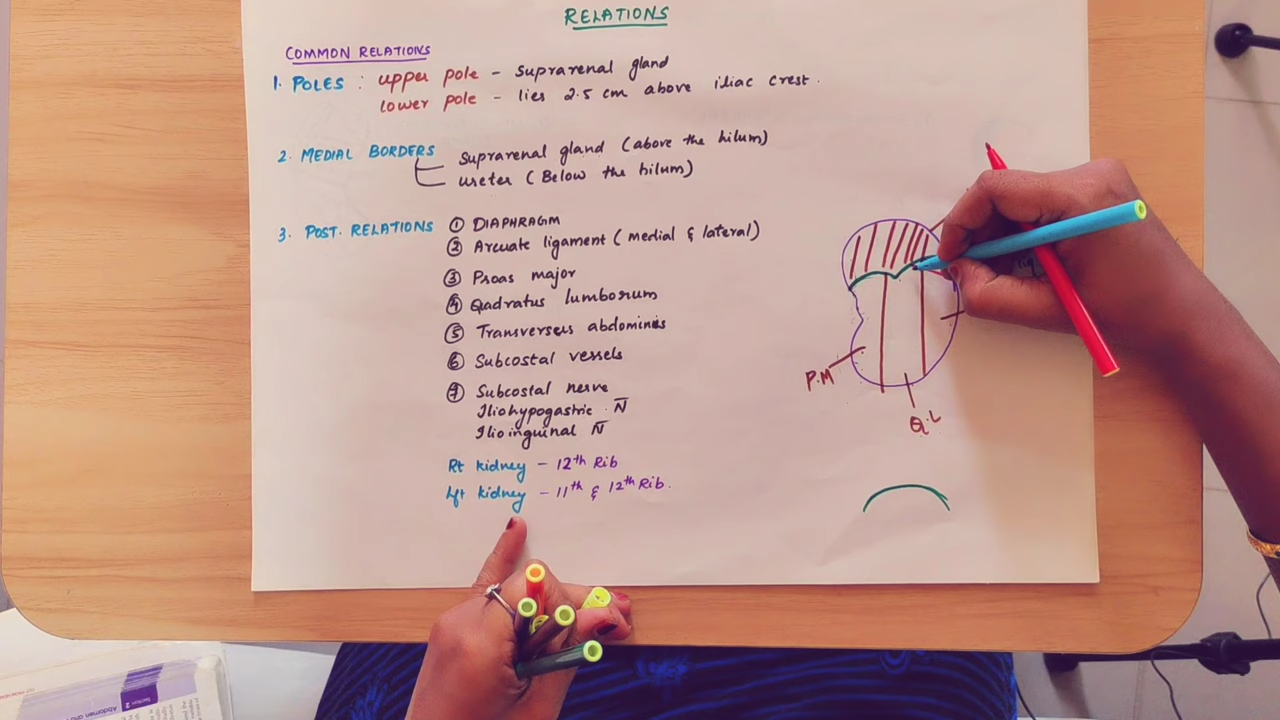 RELATIONS
COMMON RELATIONS
1. POLES : upper pole - suprarenal gland
lower pole - lies 2.5 cm above iliac crest.
2. MEDIAL BORDERS
Suprarenal gland (above the hilum)
ureter (Below the hilum)
3. POST. RELATIONS ① DIAPHRAGM
② Arcuate ligament (medial & lateral)
③ Psoas major
④ Qadratus lumborum
⑤ Transversus abdominis
⑥ Subcostal vessels
⑦ Subcostal nerve
Iliohypogastric N̅
Ilioinguinal N̅
Rt kidney - 12th Rib
Lft kidney - 11th & 12th Rib.
P.M
Q.L
Section 2